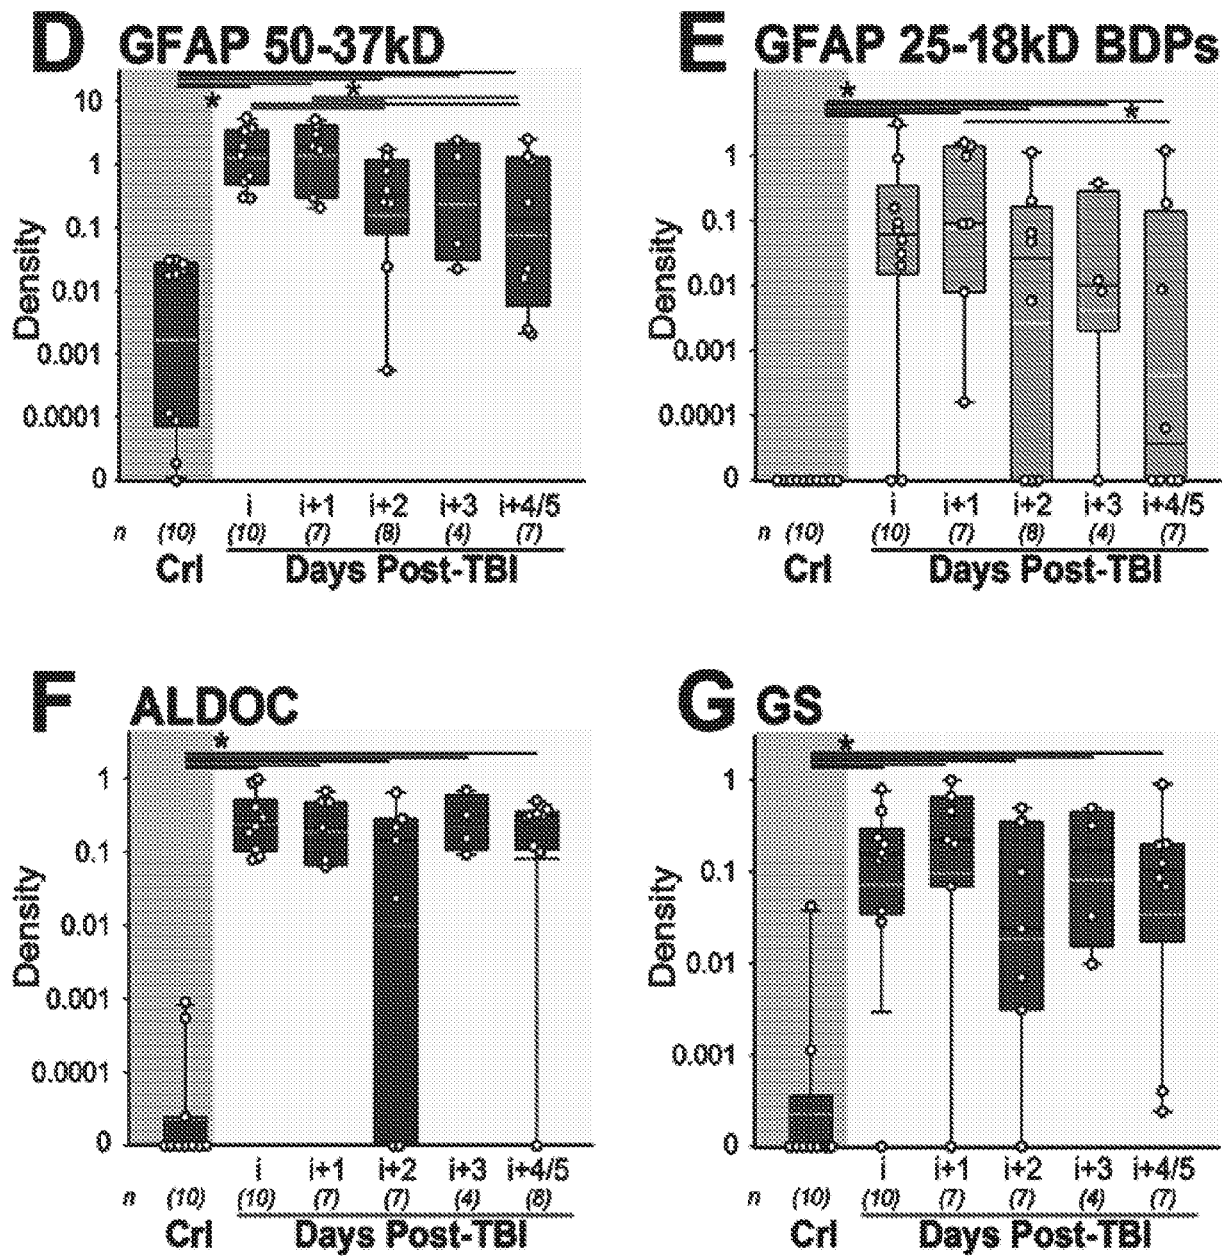 D GFAP 50-37kD
*
*
10
1
0.1
0.01
0.001
0.0001
0
Density
i i+1 i+2 i+3 i+4/5
n (10) (10) (7) (8) (4) (7)
Crl Days Post-TBI
E GFAP 25-18kD BDPs
*
*
1
0.1
0.01
0.001
0.0001
0
Density
i i+1 i+2 i+3 i+4/5
n (10) (10) (7) (8) (4) (7)
Crl Days Post-TBI
F ALDOC
*
1
0.1
0.01
0.001
0.0001
0
Density
i i+1 i+2 i+3 i+4/5
n (10) (10) (7) (7) (4) (6)
Crl Days Post-TBI
G GS
*
1
0.1
0.01
0.001
0
Density
i i+1 i+2 i+3 i+4/5
n (10) (10) (7) (7) (4) (7)
Crl Days Post-TBI